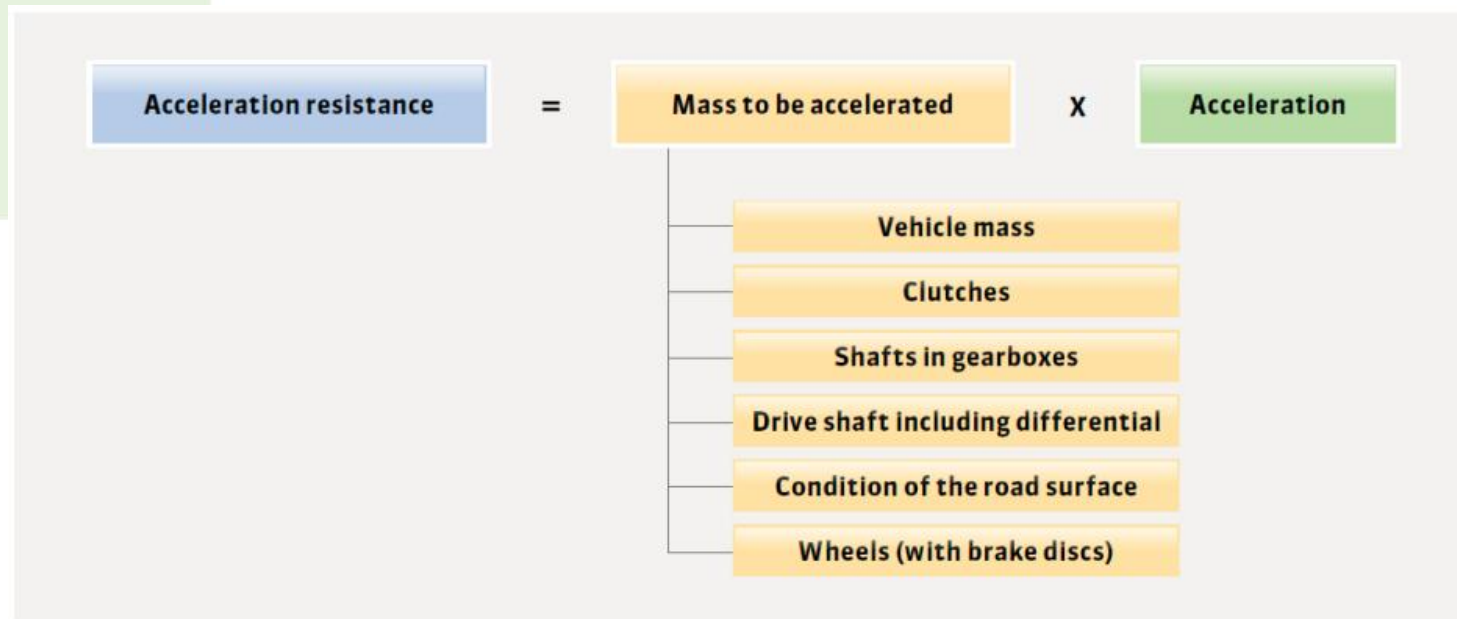 Acceleration resistance = Mass to be accelerated X Acceleration
Vehicle mass
Clutches
Shafts in gearboxes
Drive shaft including differential
Condition of the road surface
Wheels (with brake discs)